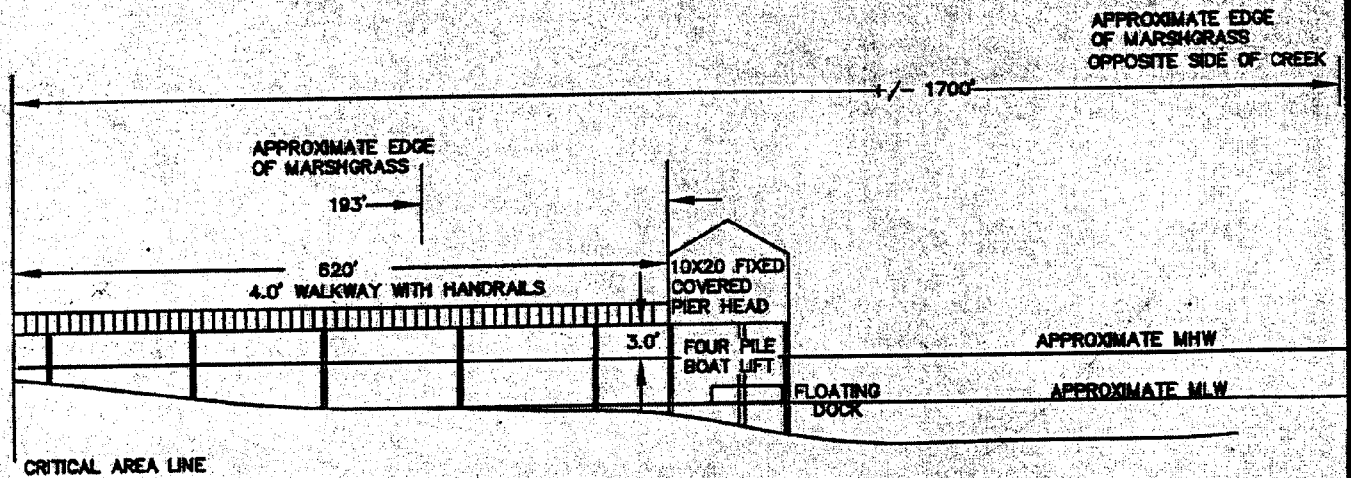 APPROXIMATE EDGE
OF MARSHGRASS
OPPOSITE SIDE OF CREEK
+/- 1700'
APPROXIMATE EDGE
OF MARSHGRASS
193'
620'
4.0' WALKWAY WITH HANDRAILS
10X20 FIXED
COVERED
PIER HEAD
3.0'
FOUR PILE
BOAT LIFT
APPROXIMATE MHW
FLOATING
DOCK
APPROXIMATE MLW
CRITICAL AREA LINE